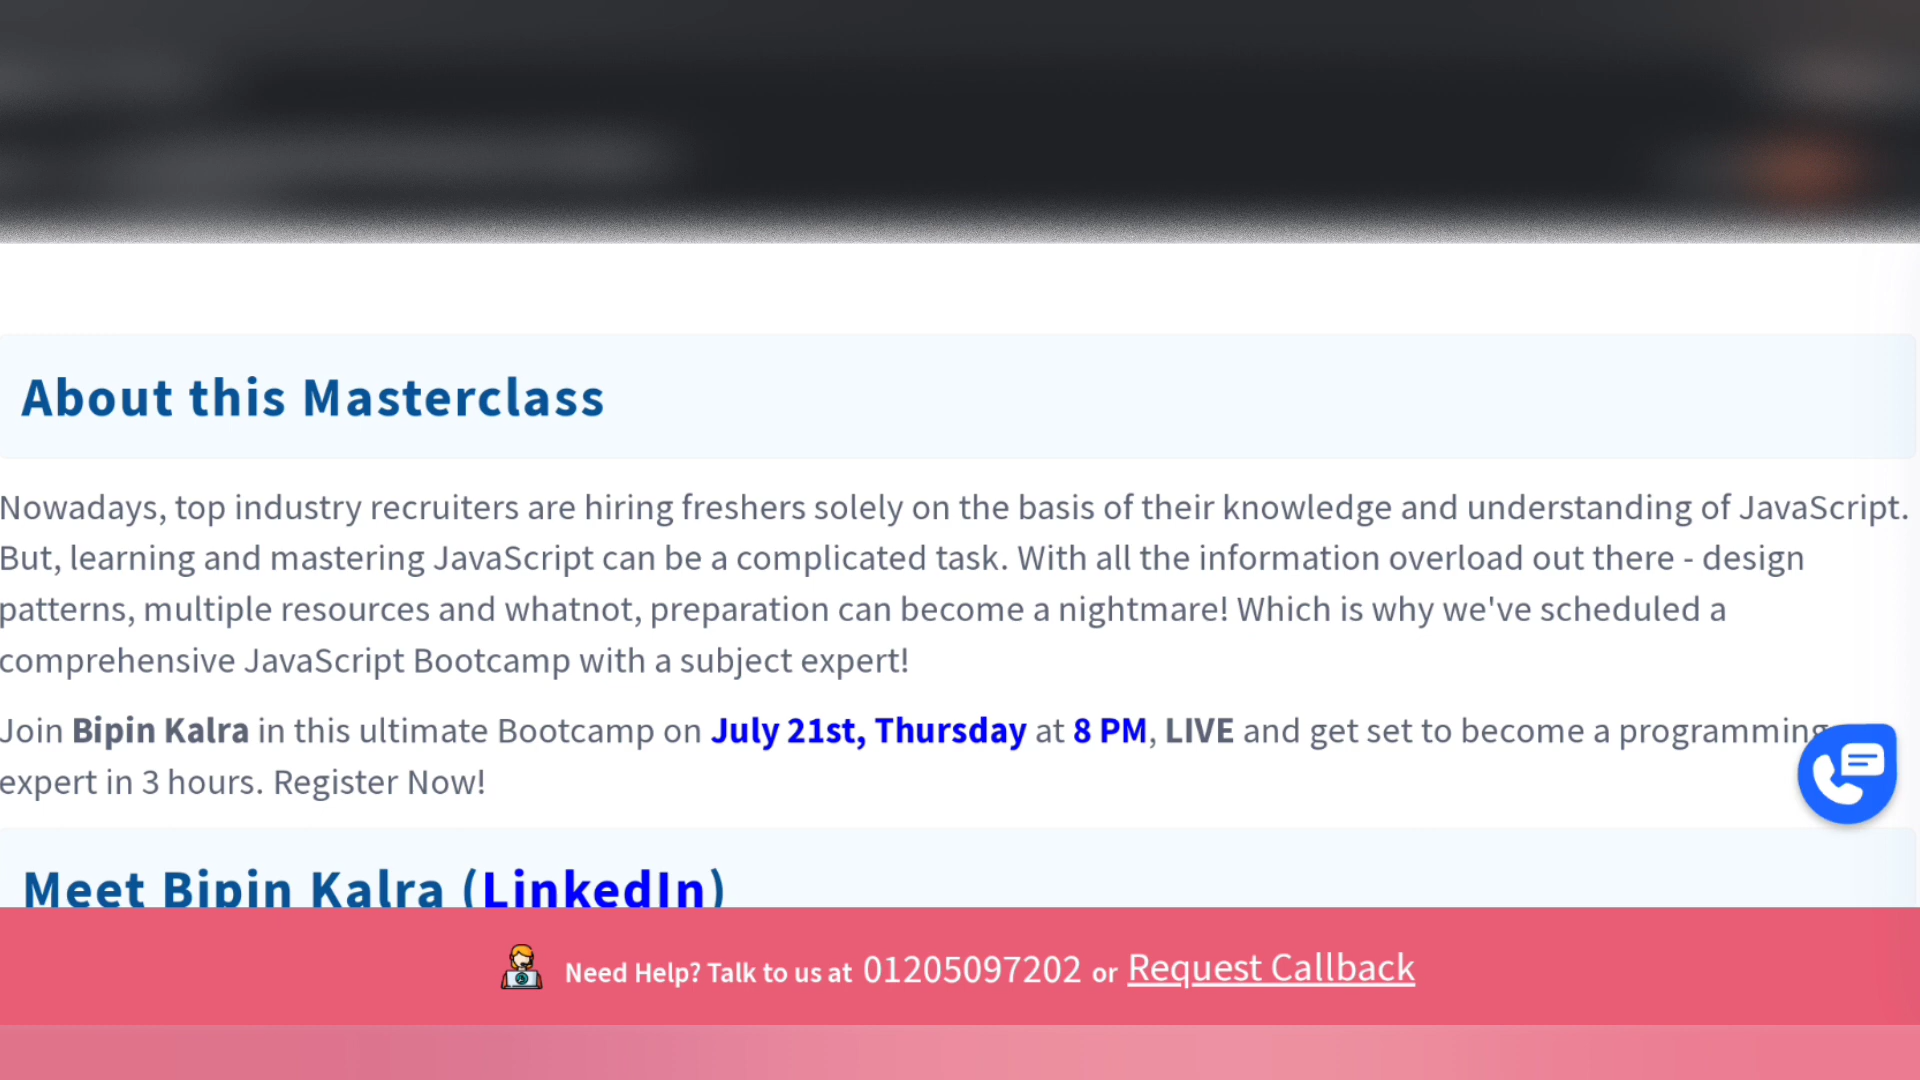 About this Masterclass
Nowadays, top industry recruiters are hiring freshers solely on the basis of their knowledge and understanding of JavaScript.
But, learning and mastering JavaScript can be a complicated task. With all the information overload out there - design
patterns, multiple resources and whatnot, preparation can become a nightmare! Which is why we've scheduled a
comprehensive JavaScript Bootcamp with a subject expert!
Join Bipin Kalra in this ultimate Bootcamp on July 21st, Thursday at 8 PM, LIVE and get set to become a programming
expert in 3 hours. Register Now!
Meet Bipin Kalra (LinkedIn)
Need Help? Talk to us at 01205097202 or Request Callback